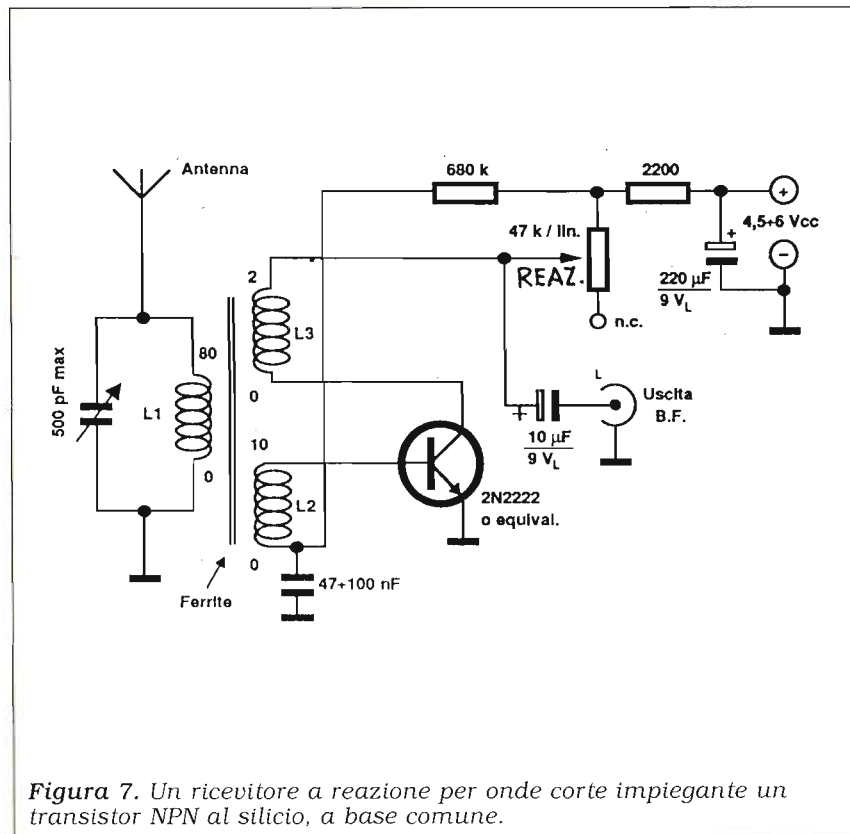 Antenna
680 k
2200
+
4,5÷6 Vcc
47 k / lin.
+
−
2
REAZ.
220 µF
9 VL
n.c.
L3
80
500 pF max
L1
0
L
Uscita
B.F.
+
10 µF
9 VL
10
0
L2
2N2222
o equival.
0
47÷100 nF
Ferrite
Figura 7. Un ricevitore a reazione per onde corte impiegante un
transistor NPN al silicio, a base comune.